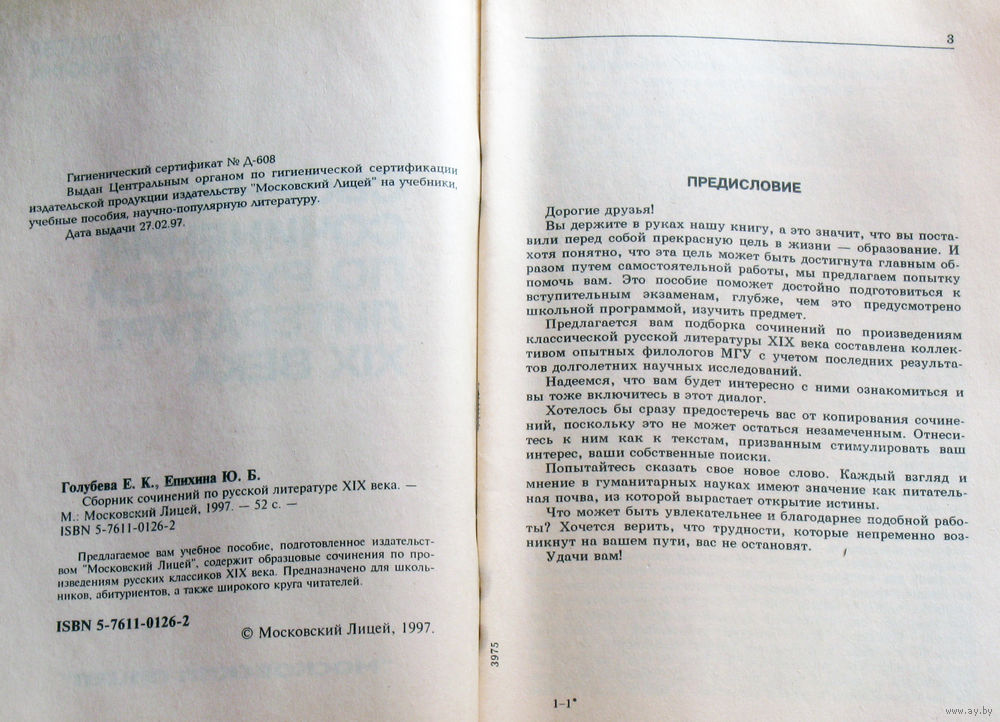 Гигиенический сертификат № Д-608
Выдан Центральным органом по гигиенической сертификации
издательской продукции издательству "Московский Лицей" на учебники,
учебные пособия, научно-популярную литературу.
Дата выдачи 27.02.97.
Голубева Е. К., Епихина Ю. Б.
Сборник сочинений по русской литературе XIX века. —
М.: Московский Лицей, 1997. — 52 с. —
ISBN 5-7611-0126-2
Предлагаемое вам учебное пособие, подготовленное издательст-
вом "Московский Лицей", содержит образцовые сочинения по про-
изведениям русских классиков XIX века. Предназначено для школь-
ников, абитуриентов, а также широкого круга читателей.
ISBN 5-7611-0126-2
© Московский Лицей, 1997.
3
ПРЕДИСЛОВИЕ
Дорогие друзья!
Вы держите в руках нашу книгу, а это значит, что вы поста-
вили перед собой прекрасную цель в жизни — образование. И
хотя понятно, что эта цель может быть достигнута главным об-
разом путем самостоятельной работы, мы предлагаем попытку
помочь вам. Это пособие поможет достойно подготовиться к
вступительным экзаменам, глубже, чем это предусмотрено
школьной программой, изучить предмет.
Предлагается вам подборка сочинений по произведениям
классической русской литературы XIX века составлена коллек-
тивом опытных филологов МГУ с учетом последних результа-
тов долголетних научных исследований.
Надеемся, что вам будет интересно с ними ознакомиться и
вы тоже включитесь в этот диалог.
Хотелось бы сразу предостеречь вас от копирования сочине-
ний, поскольку это не может остаться незамеченным. Отнеси-
тесь к ним как к текстам, призванным стимулировать ваш
интерес, ваши собственные поиски.
Попытайтесь сказать свое новое слово. Каждый взгляд и
мнение в гуманитарных науках имеют значение как питатель-
ная почва, из которой вырастает открытие истины.
Что может быть увлекательнее и благодарнее подобной рабо-
ты? Хочется верить, что трудности, которые непременно воз-
никнут на вашем пути, вас не остановят.
Удачи вам!
3975
1–1*
www.ay.by